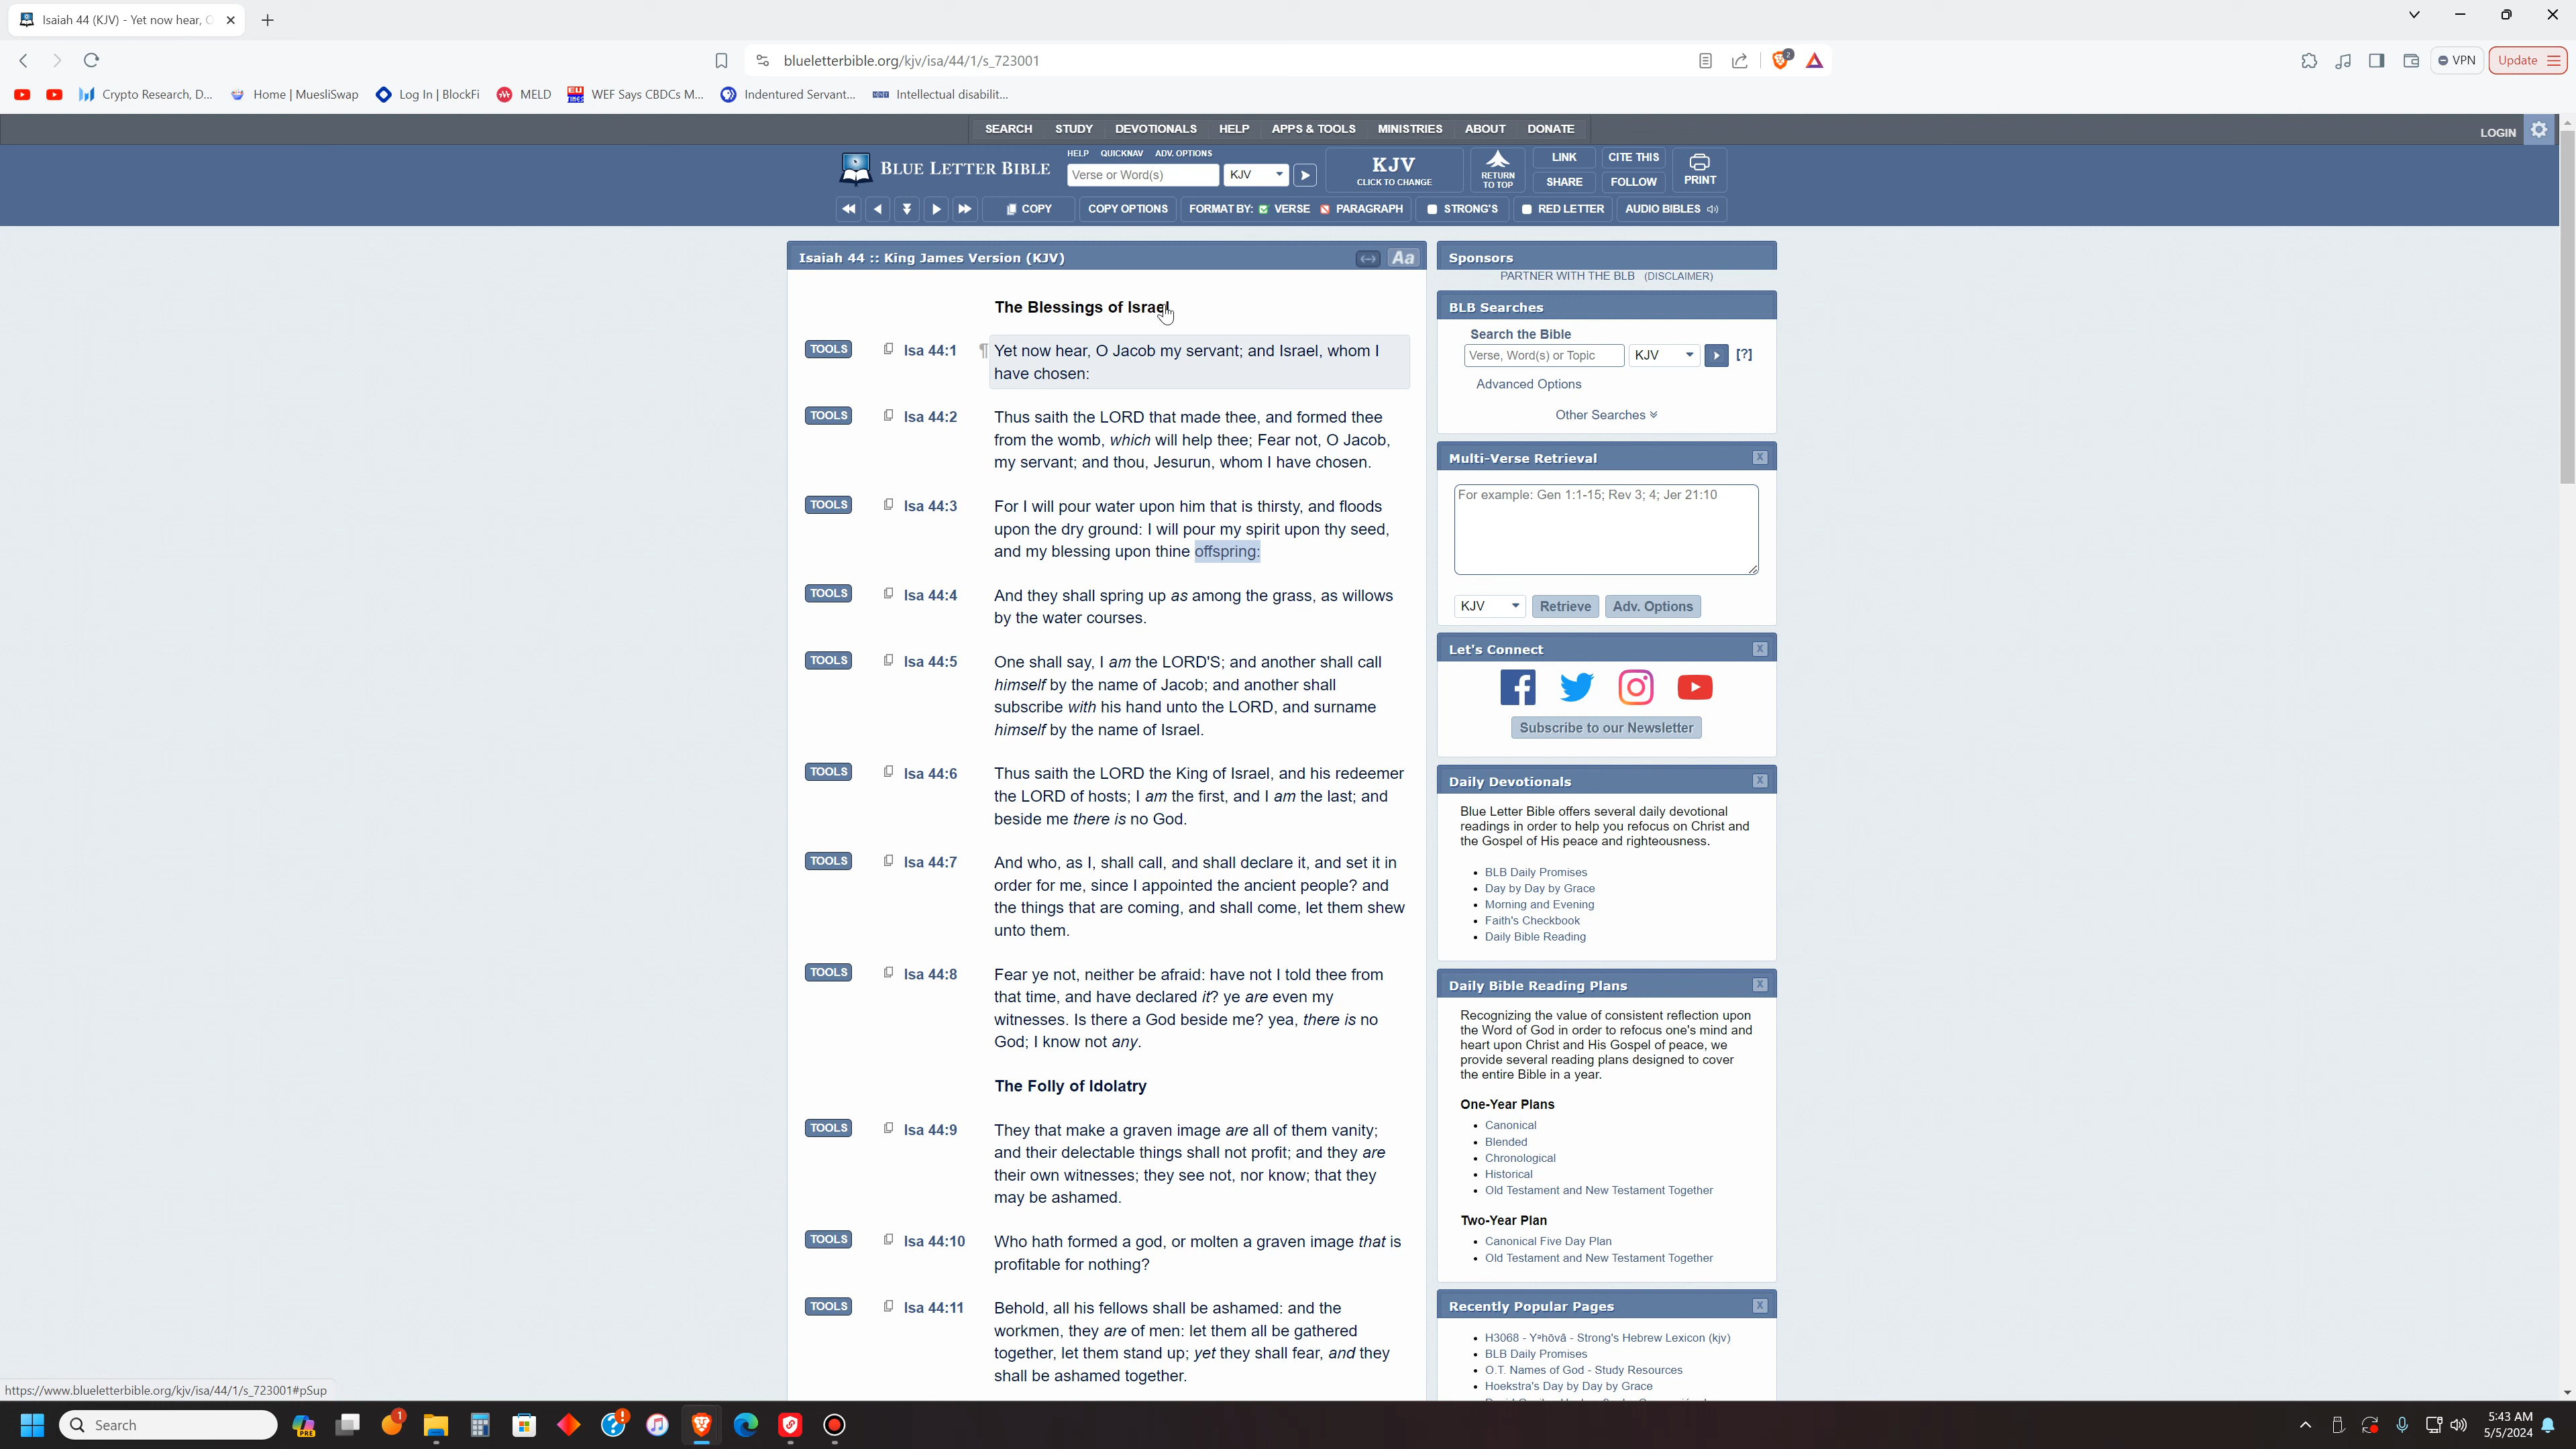 Isaiah 44 (KJV) - Yet now hear, O
blueletterbible.org/kjv/isa/44/1/s_723001
2
VPN
Update
Crypto Research, D...
Home | MuesliSwap
Log In | BlockFi
MELD
WEF Says CBDCs M...
Indentured Servant...
Intellectual disabilit...
SEARCH STUDY DEVOTIONALS HELP APPS & TOOLS MINISTRIES ABOUT DONATE
LOGIN
BLUE LETTER BIBLE
HELP QUICKNAV ADV. OPTIONS
Verse or Word(s)
KJV
KJV
CLICK TO CHANGE
RETURN
TO TOP
LINK
CITE THIS
SHARE
FOLLOW
PRINT
COPY
COPY OPTIONS
FORMAT BY: VERSE PARAGRAPH
STRONG'S
RED LETTER
AUDIO BIBLES
Isaiah 44 :: King James Version (KJV)
Aa
The Blessings of Israel
TOOLS Isa 44:1 ¶ Yet now hear, O Jacob my servant; and Israel, whom I
have chosen:
TOOLS Isa 44:2 Thus saith the LORD that made thee, and formed thee
from the womb, which will help thee; Fear not, O Jacob,
my servant; and thou, Jesurun, whom I have chosen.
TOOLS Isa 44:3 For I will pour water upon him that is thirsty, and floods
upon the dry ground: I will pour my spirit upon thy seed,
and my blessing upon thine offspring:
TOOLS Isa 44:4 And they shall spring up as among the grass, as willows
by the water courses.
TOOLS Isa 44:5 One shall say, I am the LORD'S; and another shall call
himself by the name of Jacob; and another shall
subscribe with his hand unto the LORD, and surname
himself by the name of Israel.
TOOLS Isa 44:6 Thus saith the LORD the King of Israel, and his redeemer
the LORD of hosts; I am the first, and I am the last; and
beside me there is no God.
TOOLS Isa 44:7 And who, as I, shall call, and shall declare it, and set it in
order for me, since I appointed the ancient people? and
the things that are coming, and shall come, let them shew
unto them.
TOOLS Isa 44:8 Fear ye not, neither be afraid: have not I told thee from
that time, and have declared it? ye are even my
witnesses. Is there a God beside me? yea, there is no
God; I know not any.
The Folly of Idolatry
TOOLS Isa 44:9 They that make a graven image are all of them vanity;
and their delectable things shall not profit; and they are
their own witnesses; they see not, nor know; that they
may be ashamed.
TOOLS Isa 44:10 Who hath formed a god, or molten a graven image that is
profitable for nothing?
TOOLS Isa 44:11 Behold, all his fellows shall be ashamed: and the
workmen, they are of men: let them all be gathered
together, let them stand up; yet they shall fear, and they
shall be ashamed together.
Sponsors
PARTNER WITH THE BLB (DISCLAIMER)
BLB Searches
Search the Bible
Verse, Word(s) or Topic
KJV
[?]
Advanced Options
Other Searches
Multi-Verse Retrieval
X
For example: Gen 1:1-15; Rev 3; 4; Jer 21:10
KJV
Retrieve
Adv. Options
Let's Connect
X
Subscribe to our Newsletter
Daily Devotionals
X
Blue Letter Bible offers several daily devotional
readings in order to help you refocus on Christ and
the Gospel of His peace and righteousness.
• BLB Daily Promises
• Day by Day by Grace
• Morning and Evening
• Faith's Checkbook
• Daily Bible Reading
Daily Bible Reading Plans
X
Recognizing the value of consistent reflection upon
the Word of God in order to refocus one's mind and
heart upon Christ and His Gospel of peace, we
provide several reading plans designed to cover
the entire Bible in a year.
One-Year Plans
• Canonical
• Blended
• Chronological
• Historical
• Old Testament and New Testament Together
Two-Year Plan
• Canonical Five Day Plan
• Old Testament and New Testament Together
Recently Popular Pages
X
• H3068 - Yᵊhōvâ - Strong's Hebrew Lexicon (kjv)
• BLB Daily Promises
• O.T. Names of God - Study Resources
• Hoekstra's Day by Day by Grace
https://www.blueletterbible.org/kjv/isa/44/1/s_723001#pSup
Search
PRE
1
5:43 AM
5/5/2024